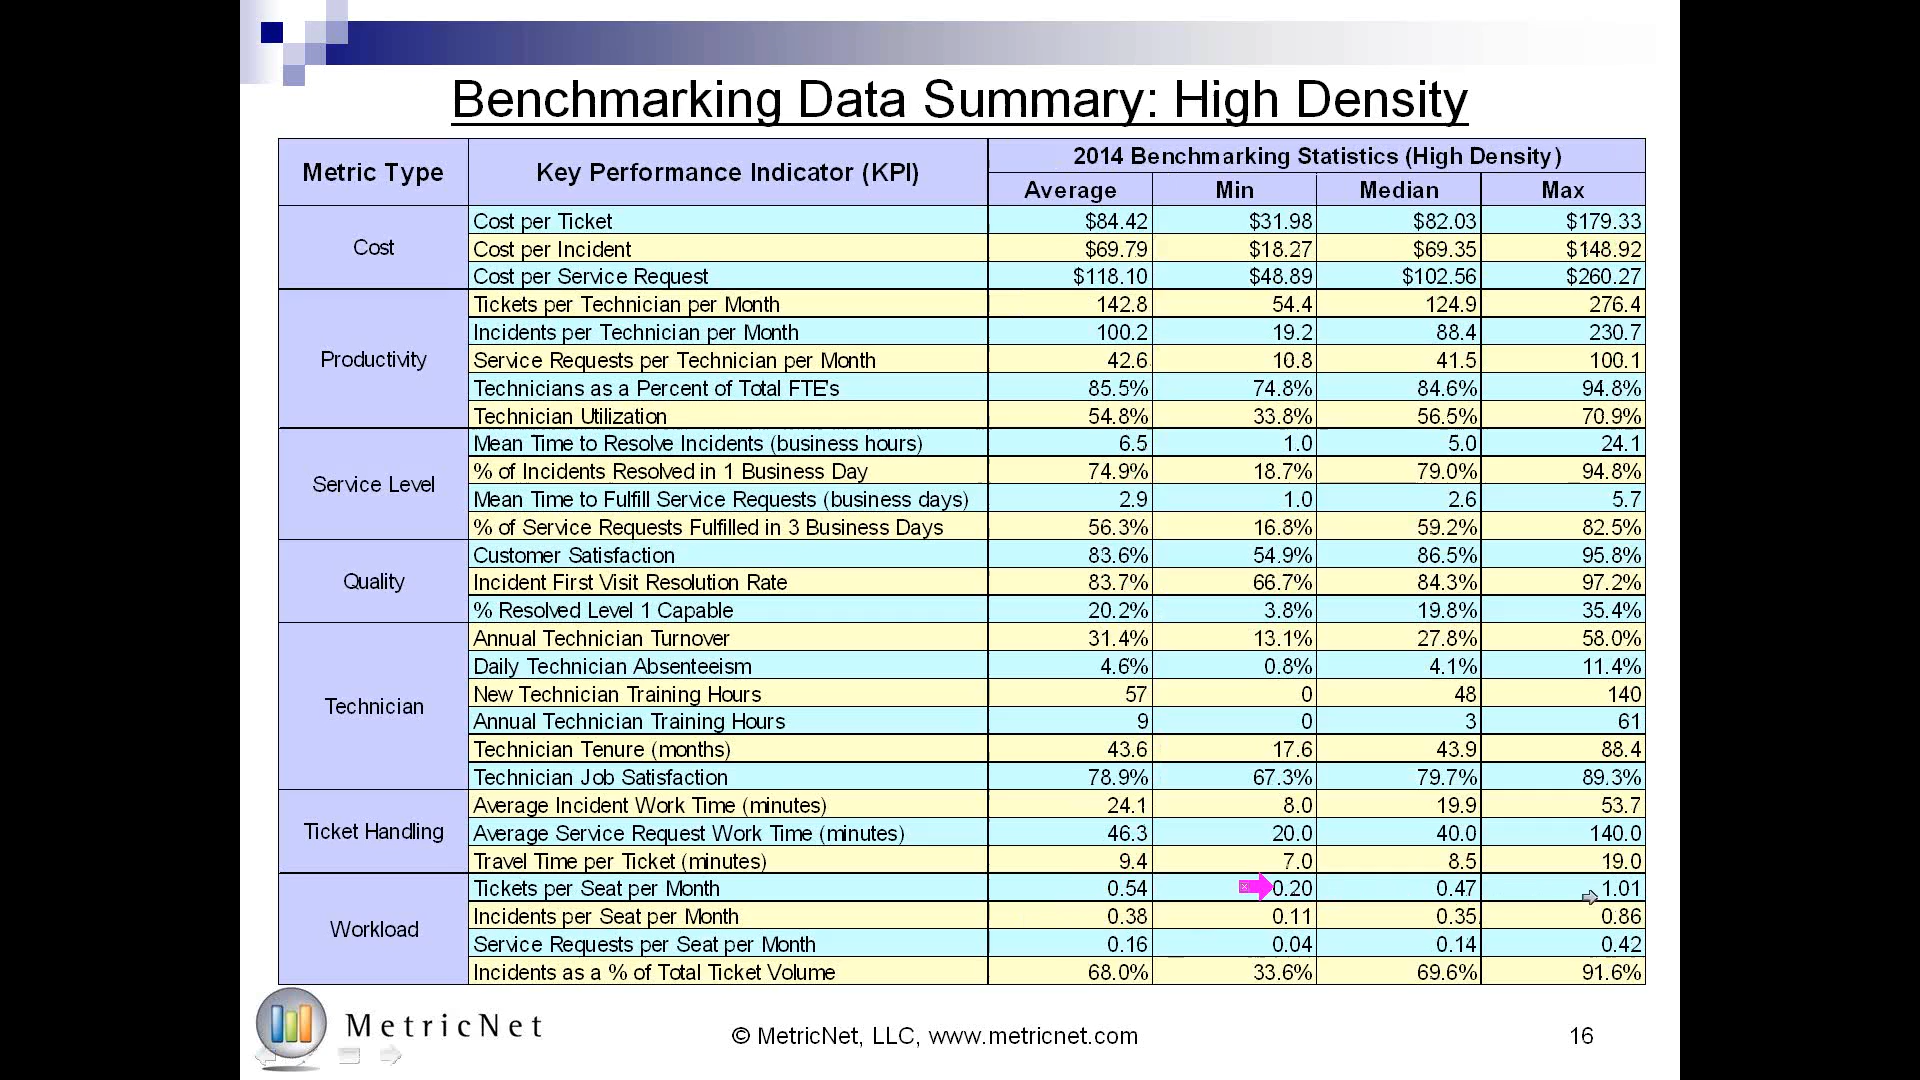 Benchmarking Data Summary: High Density
Metric Type Key Performance Indicator (KPI) 2014 Benchmarking Statistics (High Density)
Average Min Median Max
Cost
Cost per Ticket $84.42 $31.98 $82.03 $179.33
Cost per Incident $69.79 $18.27 $69.35 $148.92
Cost per Service Request $118.10 $48.89 $102.56 $260.27
Productivity
Tickets per Technician per Month 142.8 54.4 124.9 276.4
Incidents per Technician per Month 100.2 19.2 88.4 230.7
Service Requests per Technician per Month 42.6 10.8 41.5 100.1
Technicians as a Percent of Total FTE's 85.5% 74.8% 84.6% 94.8%
Technician Utilization 54.8% 33.8% 56.5% 70.9%
Service Level
Mean Time to Resolve Incidents (business hours) 6.5 1.0 5.0 24.1
% of Incidents Resolved in 1 Business Day 74.9% 18.7% 79.0% 94.8%
Mean Time to Fulfill Service Requests (business days) 2.9 1.0 2.6 5.7
% of Service Requests Fulfilled in 3 Business Days 56.3% 16.8% 59.2% 82.5%
Quality
Customer Satisfaction 83.6% 54.9% 86.5% 95.8%
Incident First Visit Resolution Rate 83.7% 66.7% 84.3% 97.2%
% Resolved Level 1 Capable 20.2% 3.8% 19.8% 35.4%
Technician
Annual Technician Turnover 31.4% 13.1% 27.8% 58.0%
Daily Technician Absenteeism 4.6% 0.8% 4.1% 11.4%
New Technician Training Hours 57 0 48 140
Annual Technician Training Hours 9 0 3 61
Technician Tenure (months) 43.6 17.6 43.9 88.4
Technician Job Satisfaction 78.9% 67.3% 79.7% 89.3%
Ticket Handling
Average Incident Work Time (minutes) 24.1 8.0 19.9 53.7
Average Service Request Work Time (minutes) 46.3 20.0 40.0 140.0
Travel Time per Ticket (minutes) 9.4 7.0 8.5 19.0
Workload
Tickets per Seat per Month 0.54 0.20 0.47 1.01
Incidents per Seat per Month 0.38 0.11 0.35 0.86
Service Requests per Seat per Month 0.16 0.04 0.14 0.42
Incidents as a % of Total Ticket Volume 68.0% 33.6% 69.6% 91.6%
MetricNet
© MetricNet, LLC, www.metricnet.com
16